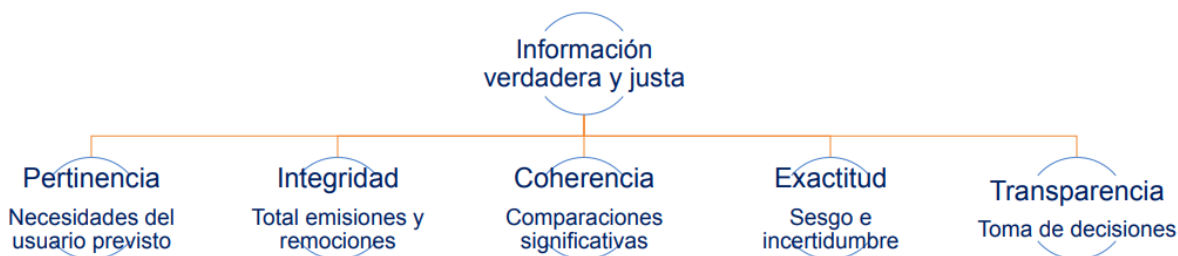 Información
verdadera y justa
Pertinencia
Necesidades del
usuario previsto
Integridad
Total emisiones y
remociones
Coherencia
Comparaciones
significativas
Exactitud
Sesgo e
incertidumbre
Transparencia
Toma de decisiones